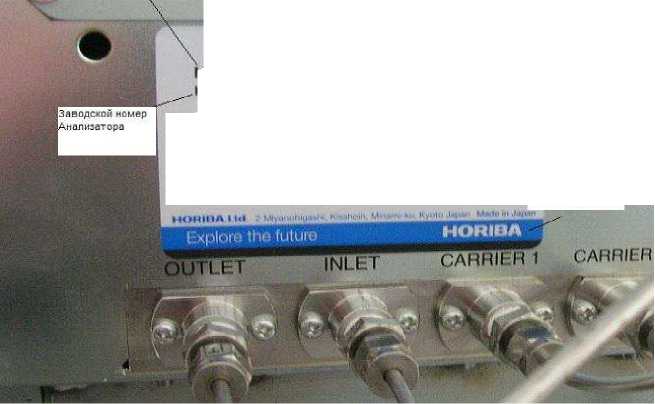 Заводской номер
Анализатора
HORIBA Ltd. 2 Miyanohigashi, Kisshoin, Minami-ku, Kyoto Japan Made in Japan
Explore the future HORIBA
OUTLET INLET CARRIER 1 CARRIER